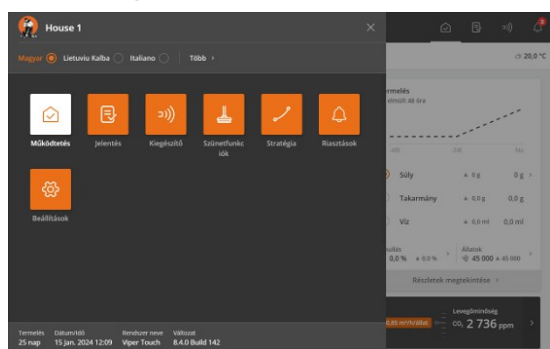 House 1
Magyar Lietuviu Kalba Italiano Több
20,0 °C
Működtetés Jelentés Kiegészítő Szünetfunkc
iók Stratégia Riasztások
Beállítások
ermelés
elmúlt 48 óra
-24h
Súly 0 g 0 g
Takarmány 0,0 g 0,0 g
Víz 0,0 ml 0,0 ml
Állatok
0,0 % 0,0 % 45 000 45 000
Részletek megtekintése
Levegőminőség
CO₂ 2 736 ppm
Termelés Dátum/idő Rendszer neve Változat
25 nap 15 jan. 2024 12:09 Viper Touch 8.4.0 Build 142